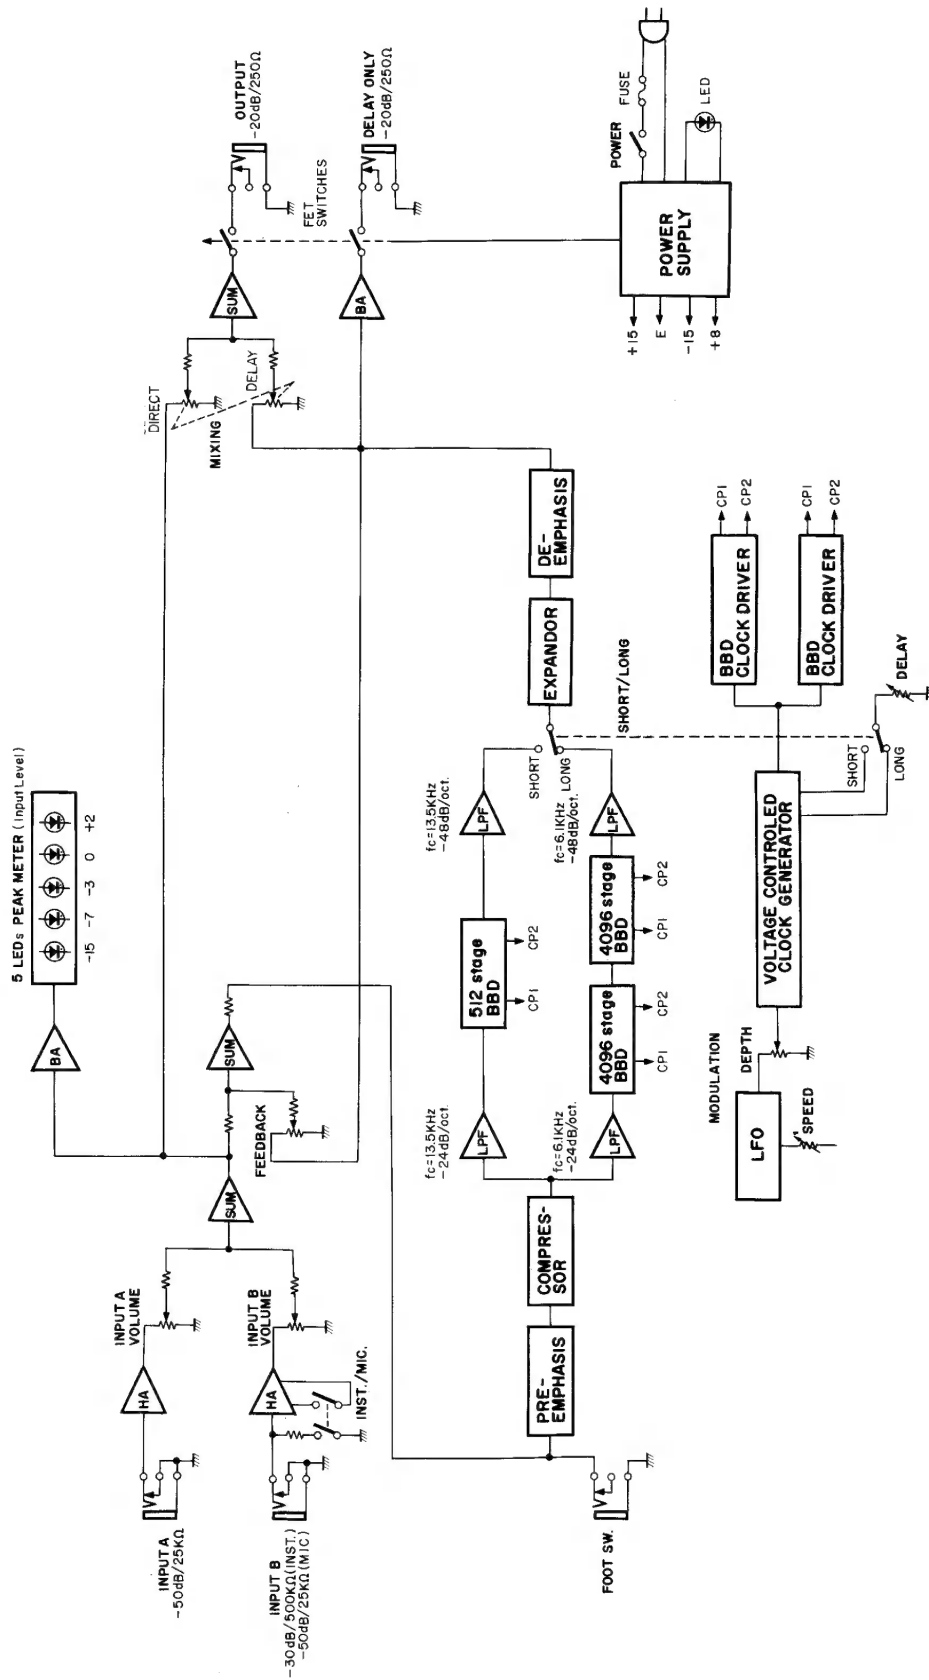 5 LEDs PEAK METER (Input Level)
-15 -7 -3 0 +2
BA
INPUT A
-50dB/25KΩ
HA
INPUT A
VOLUME
INPUT B
-30dB/500KΩ(INST.)
-50dB/25KΩ(MIC)
HA
INST./MIC.
INPUT B
VOLUME
SUM
FEEDBACK
SUM
DIRECT
MIXING
DELAY
SUM
OUTPUT
-20dB/250Ω
FET
SWITCHES
BA
DELAY ONLY
-20dB/250Ω
FOOT SW.
PRE-
EMPHASIS
COMPRES-
SOR
fc=13.5KHz
-24dB/oct.
LPF
512 stage
BBD
CP1 CP2
fc=13.5KHz
-48dB/oct.
LPF
fc=6.1KHz
-24dB/oct.
LPF
4096 stage
BBD
CP1 CP2
4096 stage
BBD
CP1 CP2
fc=6.1KHz
-48dB/oct.
LPF
SHORT
LONG
EXPANDOR
DE-
EMPHASIS
SHORT/LONG
MODULATION
LFO
SPEED
DEPTH
VOLTAGE CONTROLED
CLOCK GENERATOR
SHORT
LONG
DELAY
BBD
CLOCK DRIVER
CP1
CP2
BBD
CLOCK DRIVER
CP1
CP2
POWER
SUPPLY
+15
E
-15
+8
POWER
FUSE
LED